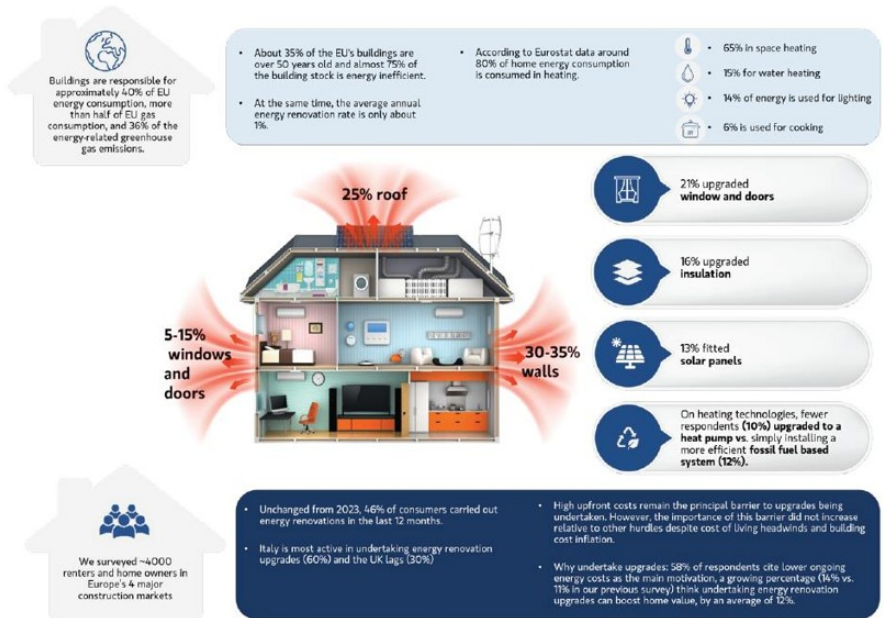 Buildings are responsible for
approximately 40% of EU
energy consumption, more
than half of EU gas
consumption, and 36% of the
energy-related greenhouse
gas emissions.
• About 35% of the EU's buildings are
over 50 years old and almost 75%
of the building stock is energy inefficient.
• At the same time, the average annual
energy renovation rate is only about
1%.
• According to Eurostat data around
80% of home energy consumption
is consumed in heating.
• 65% in space heating
• 15% for water heating
• 14% of energy is used for lighting
• 6% is used for cooking
25% roof
5-15%
windows
and
doors
30-35%
walls
21% upgraded
window and doors
16% upgraded
insulation
13% fitted
solar panels
On heating technologies, fewer
respondents (10%) upgraded to a
heat pump vs. simply installing a
more efficient fossil fuel based
system (12%).
We surveyed ~4000
renters and home owners in
Europe's 4 major
construction markets
• Unchanged from 2023, 46% of consumers carried out
energy renovations in the last 12 months.
• Italy is most active in undertaking energy renovation
upgrades (60%) and the UK lags (30%)
• High upfront costs remain the principal barrier to upgrades being
undertaken. However, the importance of this barrier did not increase
relative to other hurdles despite cost of living headwinds and building
cost inflation.
• Why undertake upgrades: 58% of respondents cite lower ongoing
energy costs as the main motivation, a growing percentage (14% vs.
11% in our previous survey) think undertaking energy renovation
upgrades can boost home value, by an average of 12%.